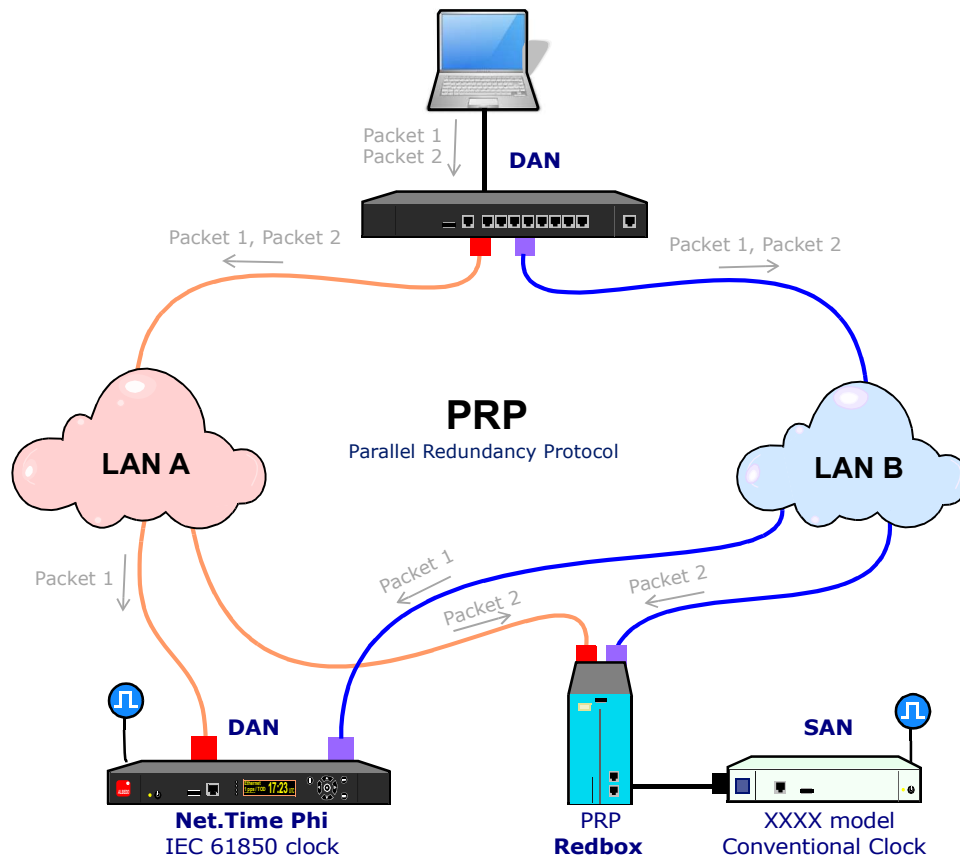 Packet 1
Packet 2
DAN
Packet 1, Packet 2
Packet 1, Packet 2
PRP
Parallel Redundancy Protocol
LAN A
LAN B
Packet 1
Packet 1
Packet 2
Packet 2
DAN
SAN
17:23
Net.Time Phi
IEC 61850 clock
PRP
Redbox
XXXX model
Conventional Clock